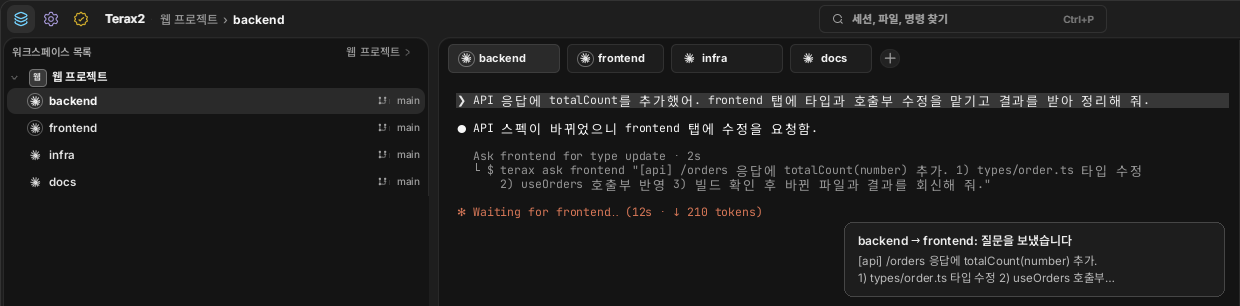 Terax2 웹 프로젝트 › backend
세션, 파일, 명령 찾기 Ctrl+P
워크스페이스 목록 웹 프로젝트 >
웹 웹 프로젝트
backend main
frontend main
infra main
docs main
backend frontend infra docs +
❯ API 응답에 totalCount를 추가했어. frontend 탭에 타입과 호출부 수정을 맡기고 결과를 받아 정리해 줘.
● API 스펙이 바뀌었으니 frontend 탭에 수정을 요청함.
Ask frontend for type update · 2s
└ $ terax ask frontend "[api] /orders 응답에 totalCount(number) 추가. 1) types/order.ts 타입 수정
2) useOrders 호출부 반영 3) 빌드 확인 후 바뀐 파일과 결과를 회신해 줘."
✻ Waiting for frontend… (12s · ↓ 210 tokens)
backend → frontend: 질문을 보냈습니다
[api] /orders 응답에 totalCount(number) 추가.
1) types/order.ts 타입 수정 2) useOrders 호출부...